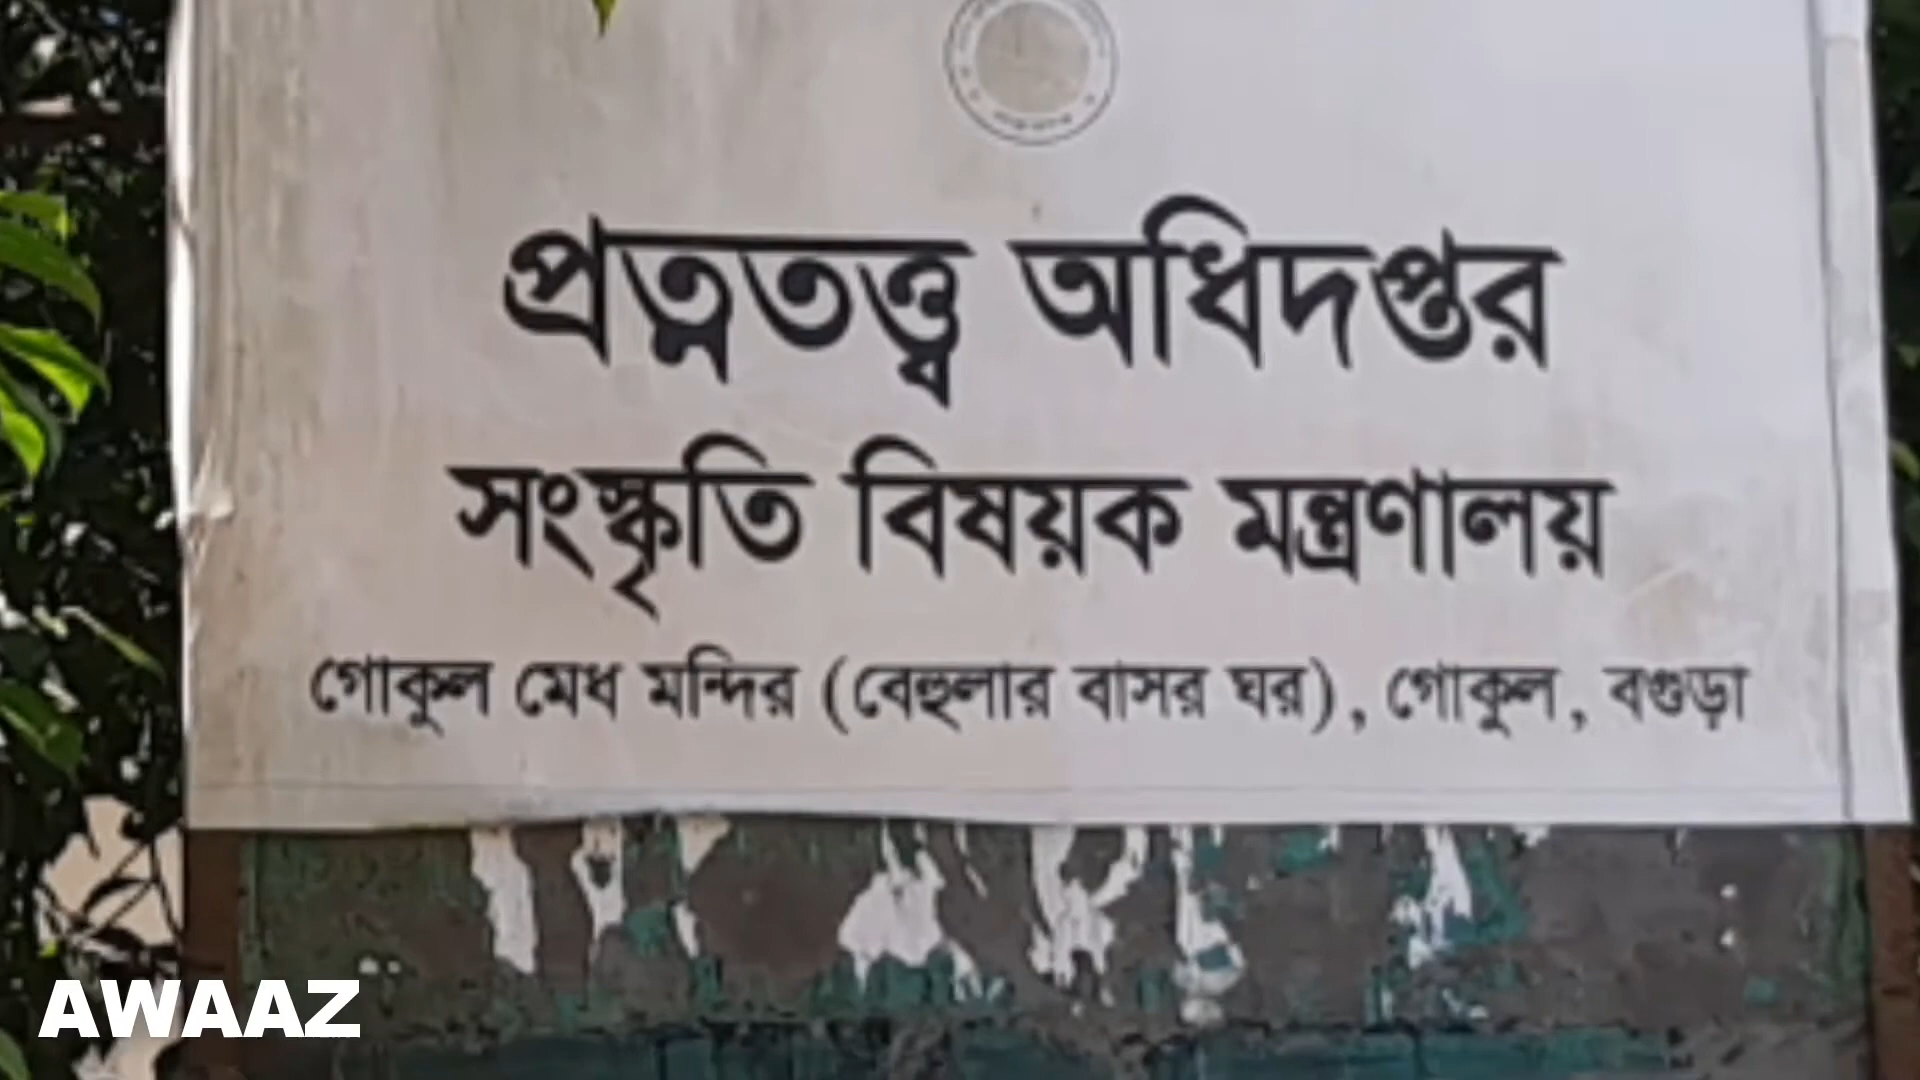 প্রত্নতত্ত্ব অধিদপ্তর
সংস্কৃতি বিষয়ক মন্ত্রণালয়
গোকুল মেধ মন্দির (বেহুলার বাসর ঘর), গোকুল, বগুড়া
AWAAZ